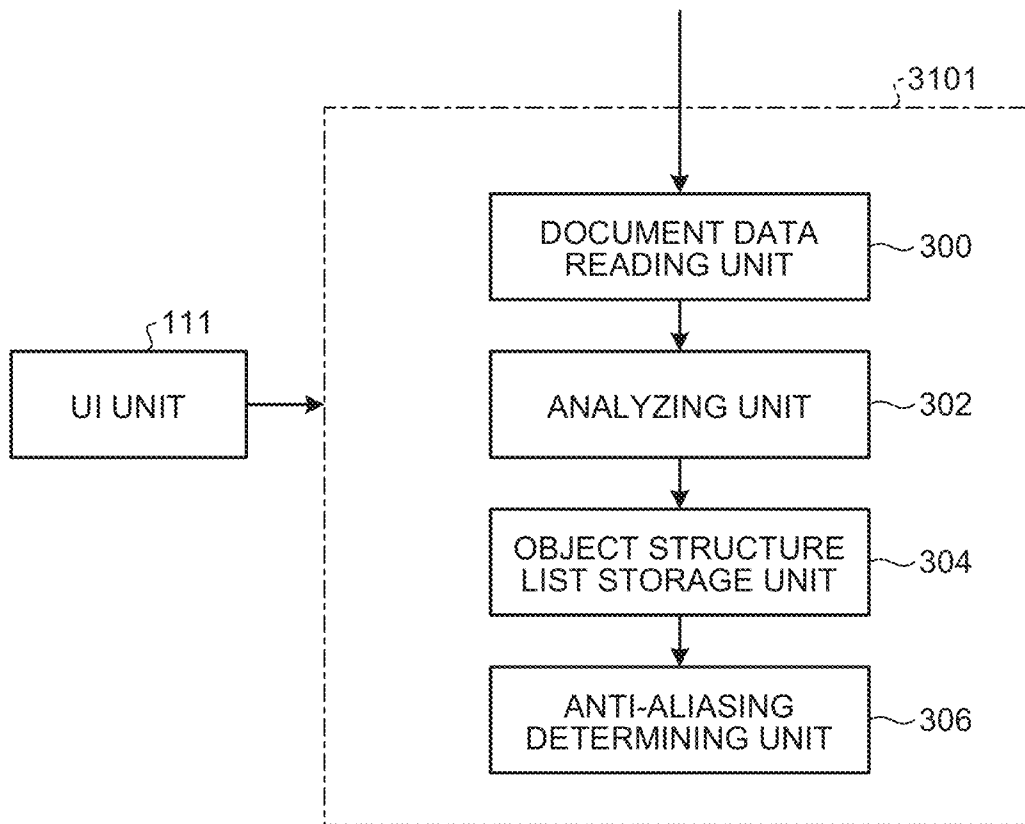 3101
DOCUMENT DATA
READING UNIT
300
111
UI UNIT
ANALYZING UNIT
302
OBJECT STRUCTURE
LIST STORAGE UNIT
304
ANTI-ALIASING
DETERMINING UNIT
306